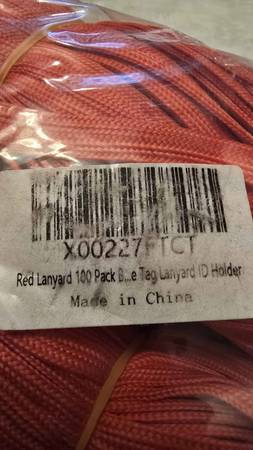 X00227FTCT
Red Lanyard 100 Pack B...e Tag Lanyard ID Holder
Made in China